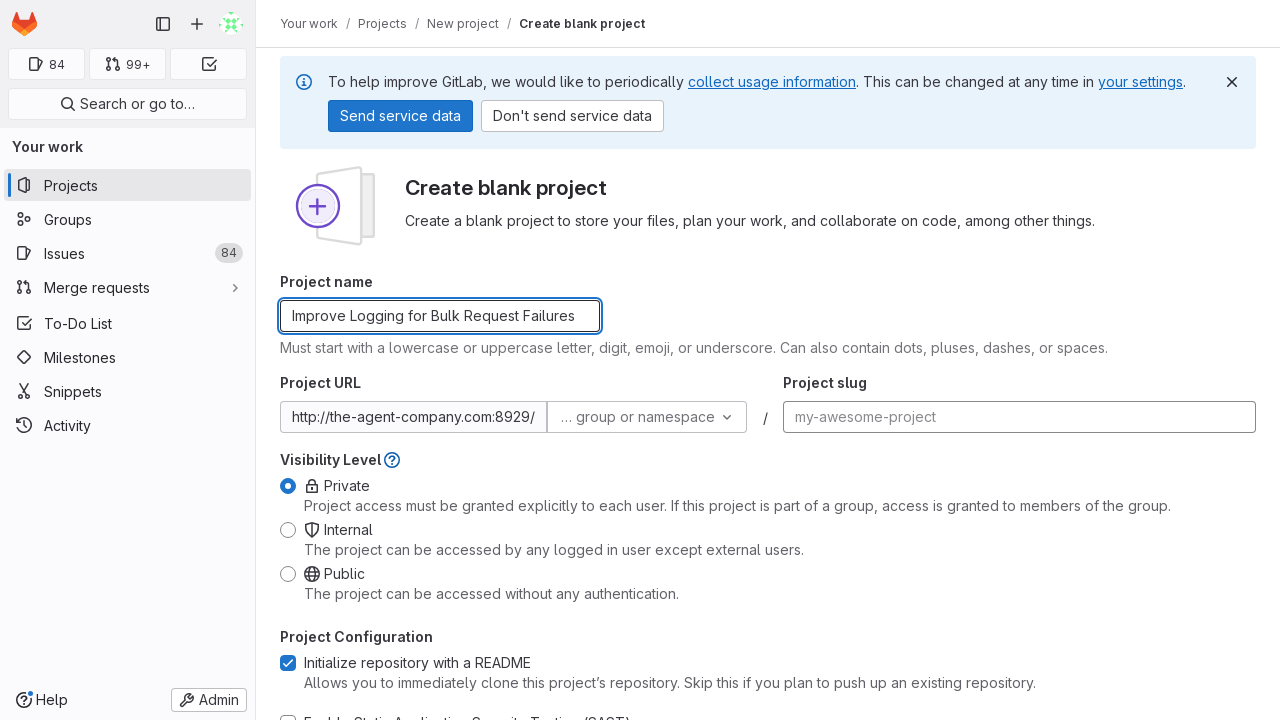 Your work / Projects / New project / Create blank project
84
99+
Search or go to…
Your work
Projects
Groups
Issues 84
Merge requests
To-Do List
Milestones
Snippets
Activity
Help
Admin
To help improve GitLab, we would like to periodically collect usage information. This can be changed at any time in your settings.
Send service data
Don't send service data
Create blank project
Create a blank project to store your files, plan your work, and collaborate on code, among other things.
Project name
Improve Logging for Bulk Request Failures
Must start with a lowercase or uppercase letter, digit, emoji, or underscore. Can also contain dots, pluses, dashes, or spaces.
Project URL
http://the-agent-company.com:8929/
… group or namespace
/
Project slug
my-awesome-project
Visibility Level
Private
Project access must be granted explicitly to each user. If this project is part of a group, access is granted to members of the group.
Internal
The project can be accessed by any logged in user except external users.
Public
The project can be accessed without any authentication.
Project Configuration
Initialize repository with a README
Allows you to immediately clone this project’s repository. Skip this if you plan to push up an existing repository.
Enable Static Application Security Testing (SAST)